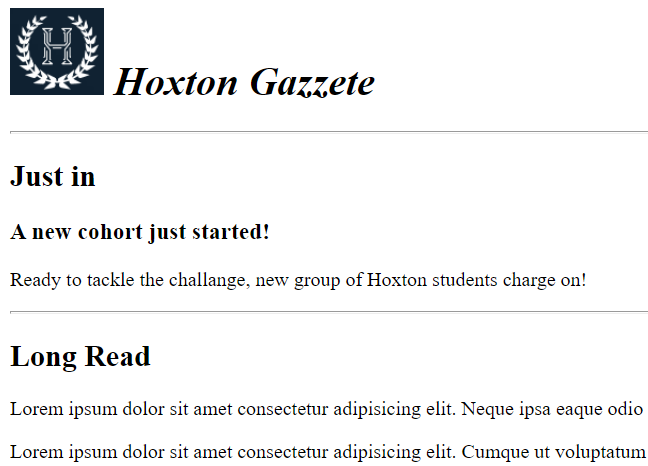 H
Hoxton Gazzete
Just in
A new cohort just started!
Ready to tackle the challange, new group of Hoxton students charge on!
Long Read
Lorem ipsum dolor sit amet consectetur adipisicing elit. Neque ipsa eaque odio
Lorem ipsum dolor sit amet consectetur adipisicing elit. Cumque ut voluptatum